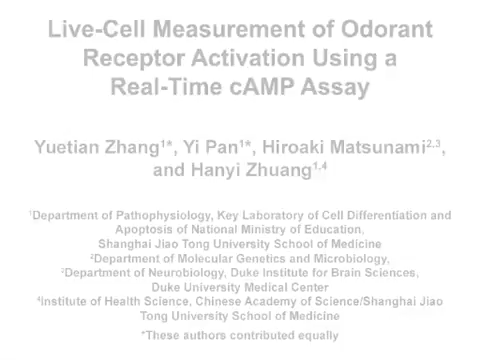 Live-Cell Measurement of Odorant
Receptor Activation Using a
Real-Time cAMP Assay
Yuetian Zhang¹*, Yi Pan¹*, Hiroaki Matsunami²,³,
and Hanyi Zhuang¹,⁴
¹Department of Pathophysiology, Key Laboratory of Cell Differentiation and
Apoptosis of National Ministry of Education,
Shanghai Jiao Tong University School of Medicine
²Department of Molecular Genetics and Microbiology,
³Department of Neurobiology, Duke Institute for Brain Sciences,
Duke University Medical Center
⁴Institute of Health Science, Chinese Academy of Science/Shanghai Jiao
Tong University School of Medicine
*These authors contributed equally